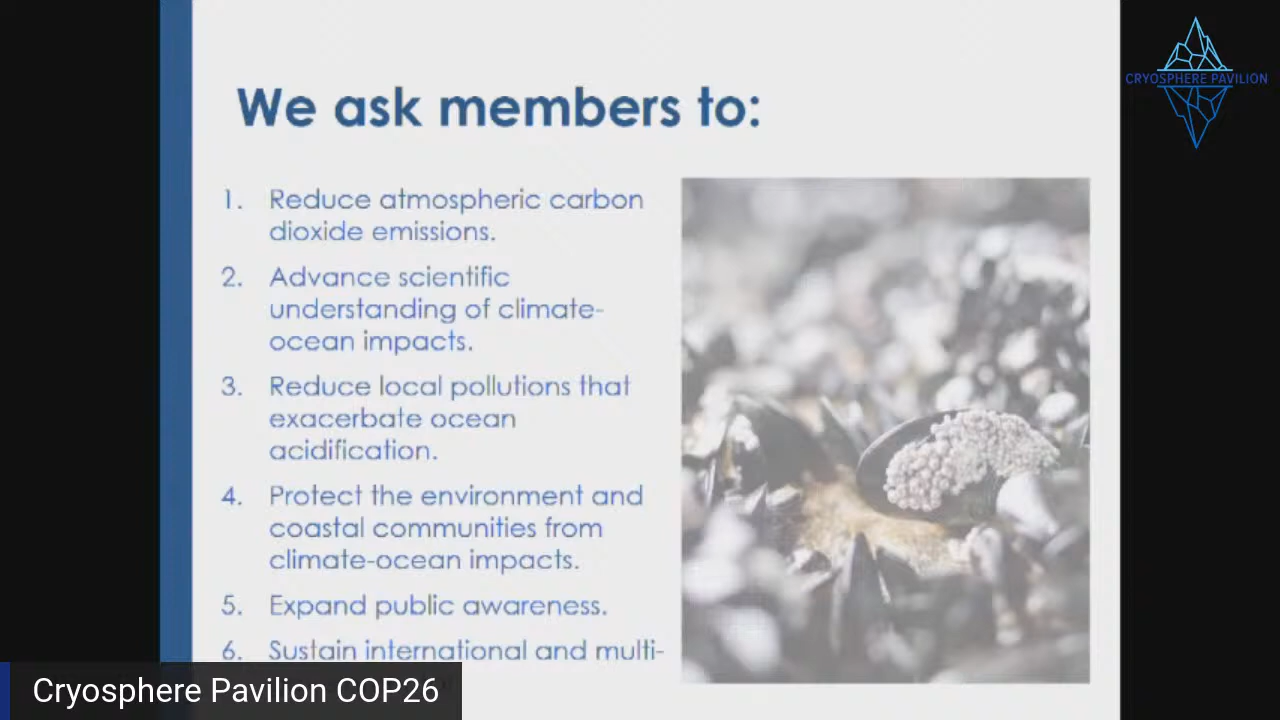 We ask members to:
1. Reduce atmospheric carbon
dioxide emissions.
2. Advance scientific
understanding of climate-
ocean impacts.
3. Reduce local pollutions that
exacerbate ocean
acidification.
4. Protect the environment and
coastal communities from
climate-ocean impacts.
5. Expand public awareness.
6. Sustain international and multi-
CRYOSPHERE PAVILION
Cryosphere Pavilion COP26